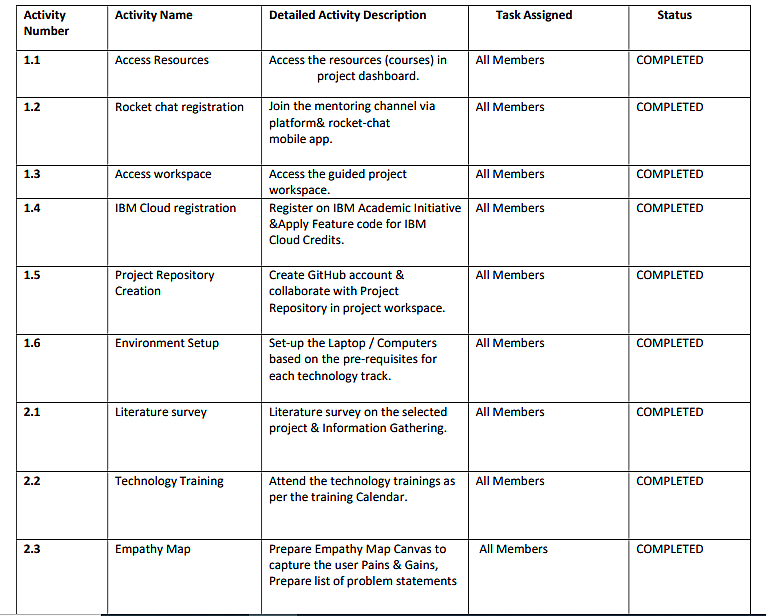 Activity Number
Activity Name
Detailed Activity Description
Task Assigned
Status
1.1
Access Resources
Access the resources (courses) in
project dashboard.
All Members
COMPLETED
1.2
Rocket chat registration
Join the mentoring channel via
platform& rocket-chat
mobile app.
All Members
COMPLETED
1.3
Access workspace
Access the guided project
workspace.
All Members
COMPLETED
1.4
IBM Cloud registration
Register on IBM Academic Initiative
&Apply Feature code for IBM
Cloud Credits.
All Members
COMPLETED
1.5
Project Repository
Creation
Create GitHub account &
collaborate with Project
Repository in project workspace.
All Members
COMPLETED
1.6
Environment Setup
Set-up the Laptop / Computers
based on the pre-requisites for
each technology track.
All Members
COMPLETED
2.1
Literature survey
Literature survey on the selected
project & Information Gathering.
All Members
COMPLETED
2.2
Technology Training
Attend the technology trainings as
per the training Calendar.
All Members
COMPLETED
2.3
Empathy Map
Prepare Empathy Map Canvas to
capture the user Pains & Gains,
Prepare list of problem statements
All Members
COMPLETED